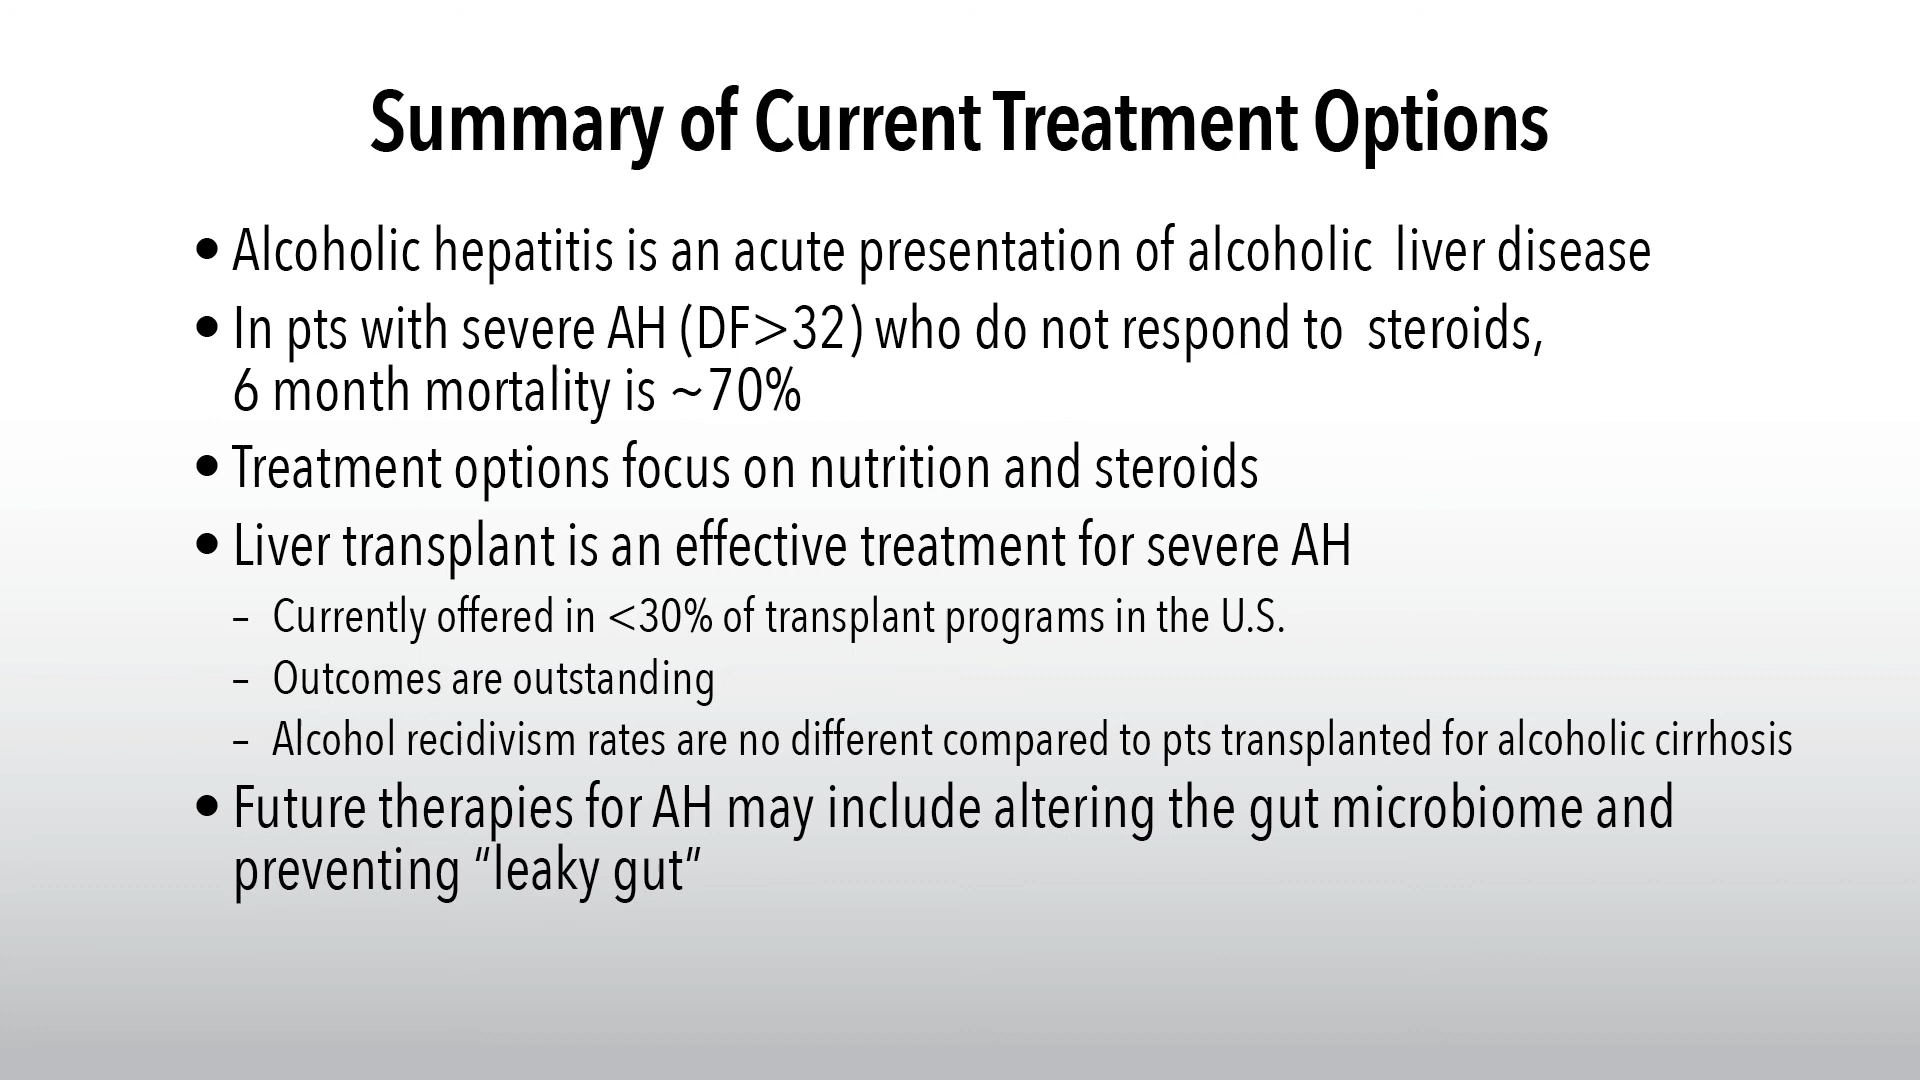 Summary of Current Treatment Options
• Alcoholic hepatitis is an acute presentation of alcoholic liver disease
• In pts with severe AH (DF>32) who do not respond to steroids,
6 month mortality is ~70%
• Treatment options focus on nutrition and steroids
• Liver transplant is an effective treatment for severe AH
– Currently offered in <30% of transplant programs in the U.S.
– Outcomes are outstanding
– Alcohol recidivism rates are no different compared to pts transplanted for alcoholic cirrhosis
• Future therapies for AH may include altering the gut microbiome and
preventing "leaky gut"